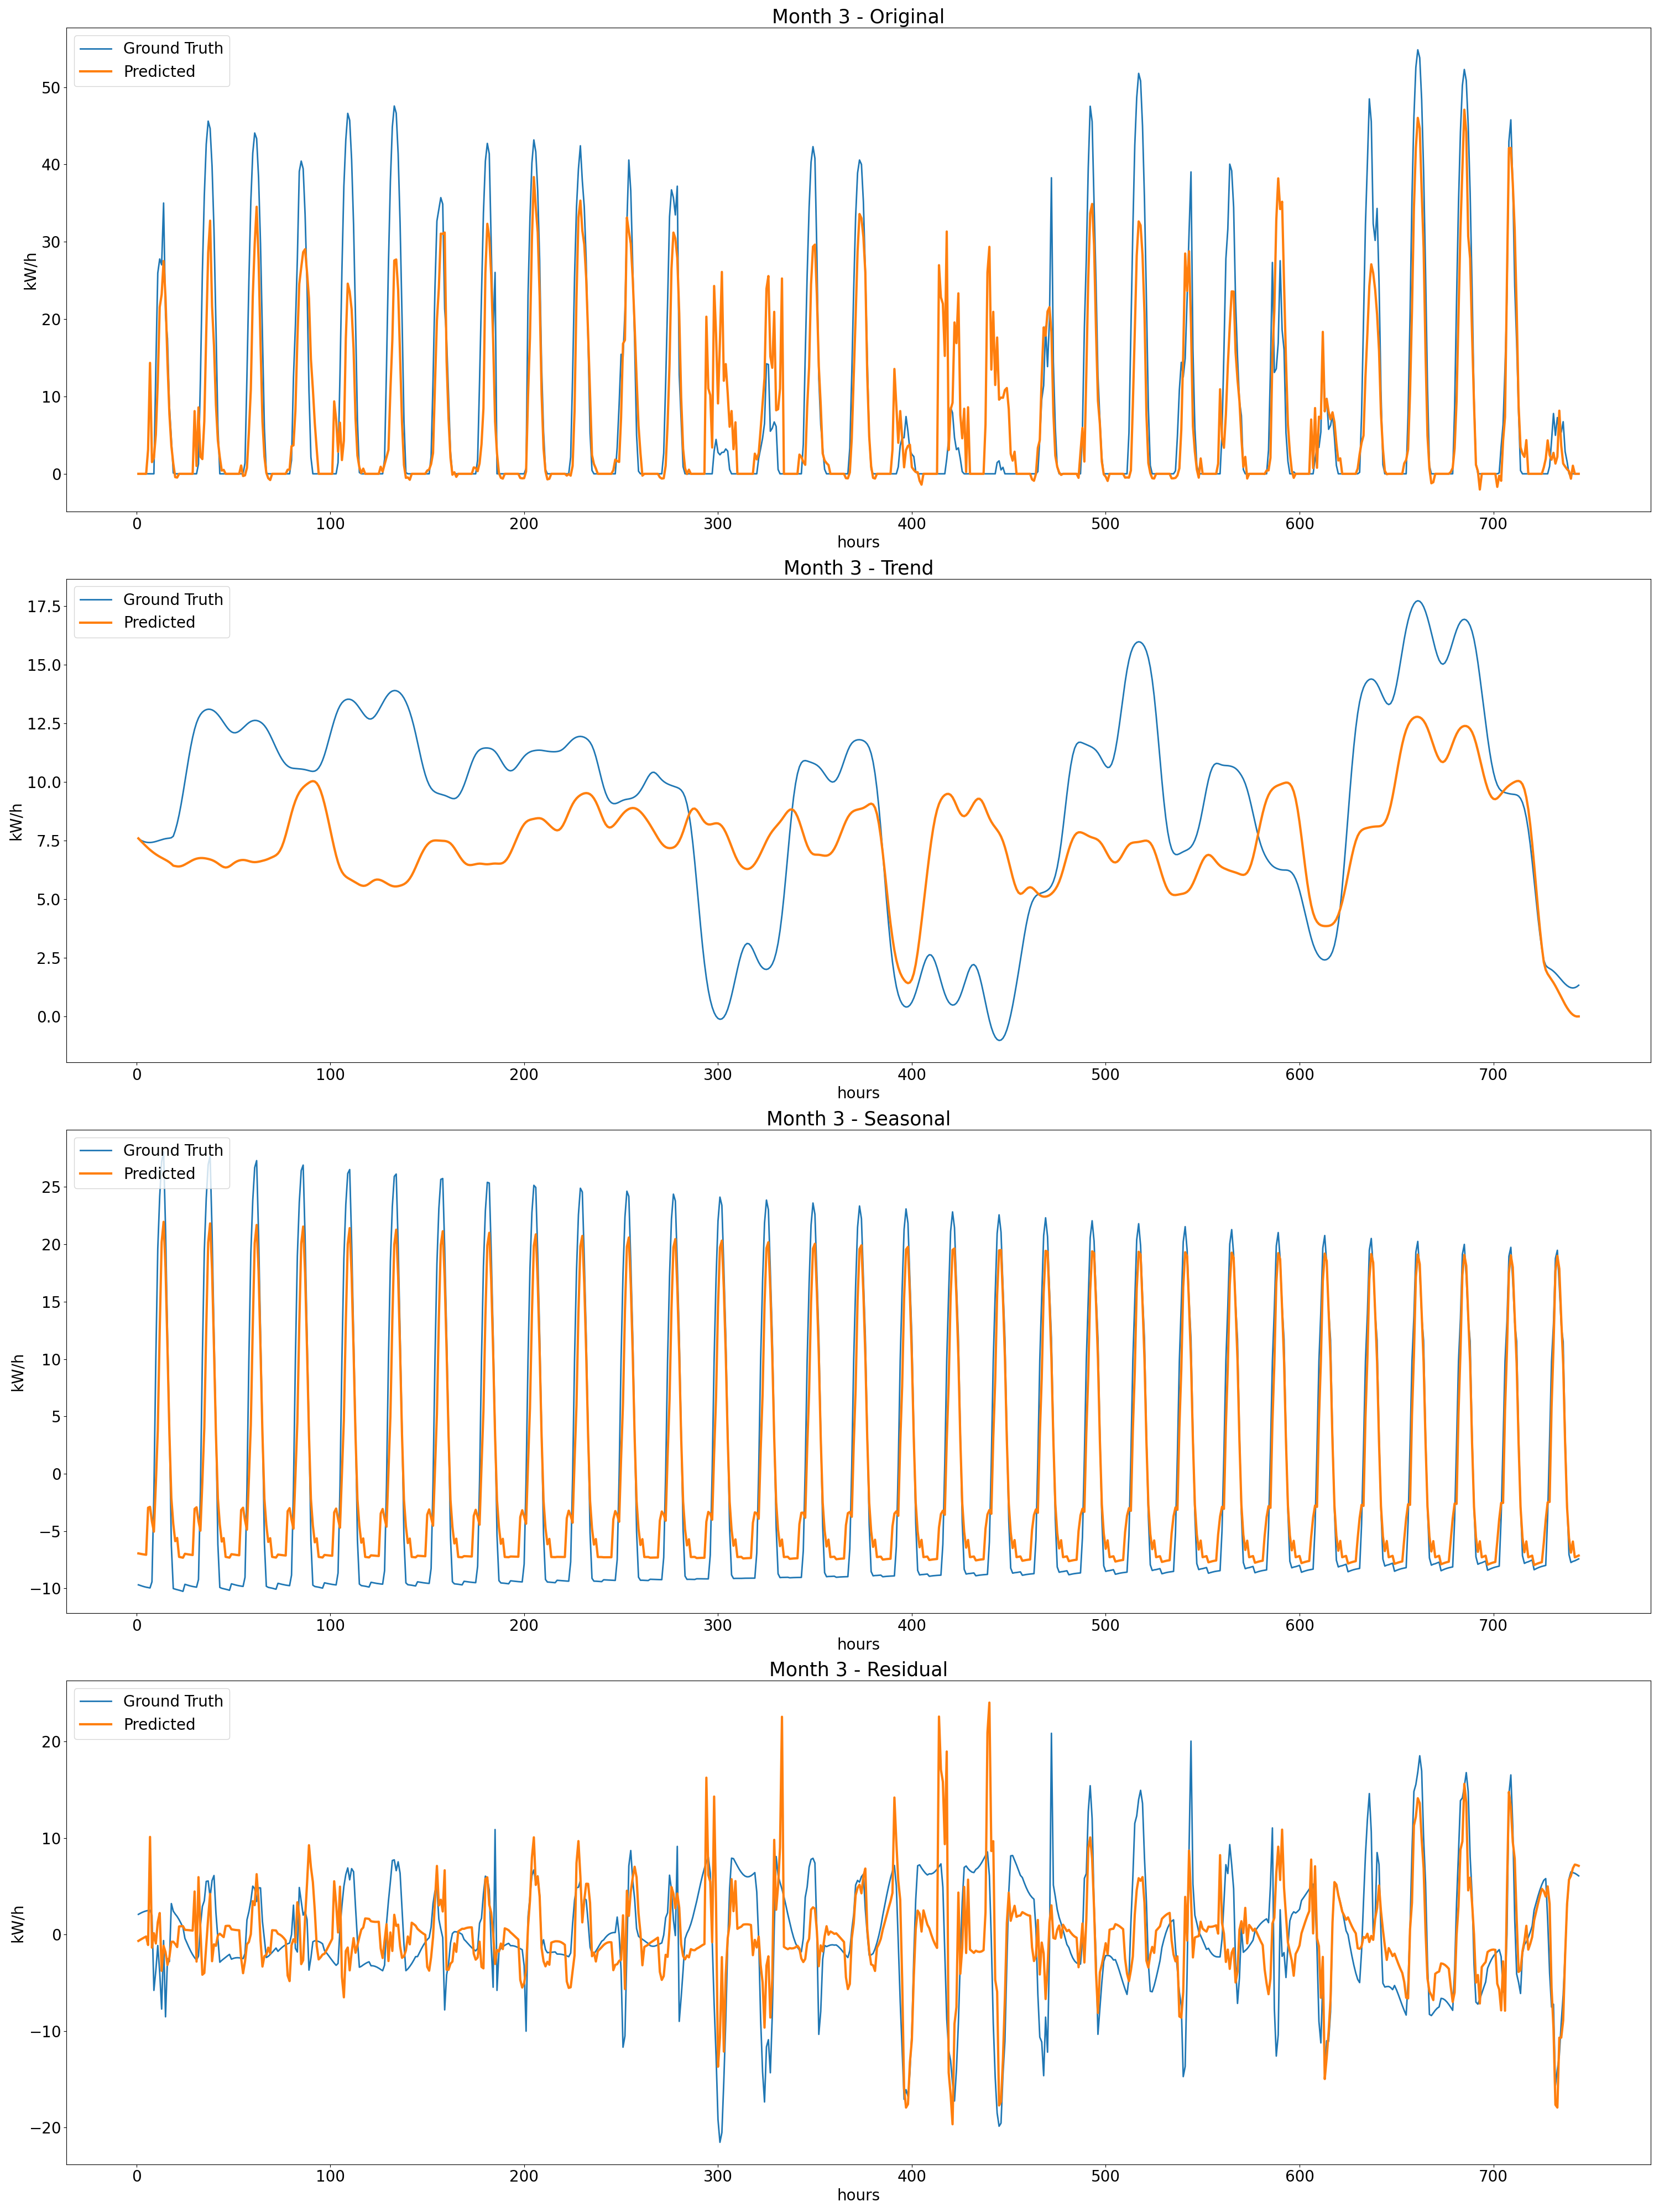 Month 3 - Original
Ground Truth
Predicted
kW/h
50
40
30
20
10
0
0 100 200 300 400 500 600 700
hours
Month 3 - Trend
Ground Truth
Predicted
kW/h
17.5
15.0
12.5
10.0
7.5
5.0
2.5
0.0
0 100 200 300 400 500 600 700
hours
Month 3 - Seasonal
Ground Truth
Predicted
kW/h
25
20
15
10
5
0
−5
−10
0 100 200 300 400 500 600 700
hours
Month 3 - Residual
Ground Truth
Predicted
kW/h
20
10
0
−10
−20
0 100 200 300 400 500 600 700
hours